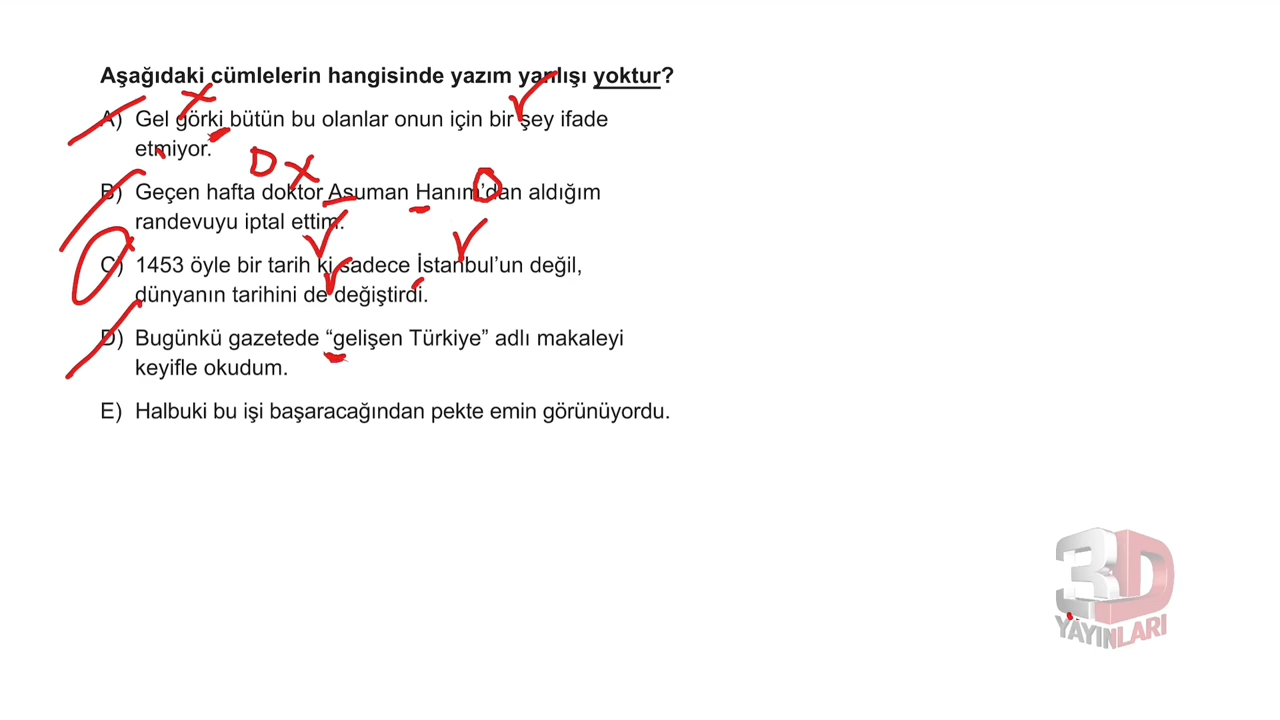 Aşağıdaki cümlelerin hangisinde yazım yanlışı yoktur?
A) Gel görki bütün bu olanlar onun için bir şey ifade
etmiyor.
D
B) Geçen hafta doktor Asuman Hanım’dan aldığım
randevuyu iptal ettim.
C) 1453 öyle bir tarih ki sadece İstanbul’un değil,
dünyanın tarihini de değiştirdi.
D) Bugünkü gazetede “gelişen Türkiye” adlı makaleyi
keyifle okudum.
E) Halbuki bu işi başaracağından pekte emin görünüyordu.
3D
YAYINLARI